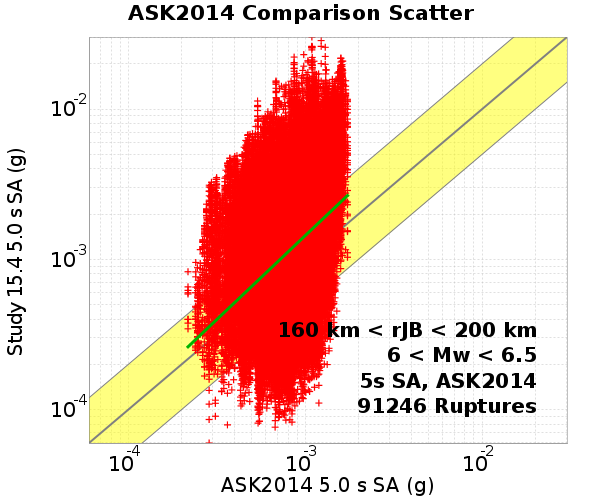 ASK2014 Comparison Scatter
Study 15.4 5.0 s SA (g)
10^-2
10^-3
10^-4
160 km < rJB < 200 km
6 < Mw < 6.5
5s SA, ASK2014
91246 Ruptures
10^-4 10^-3 10^-2
ASK2014 5.0 s SA (g)